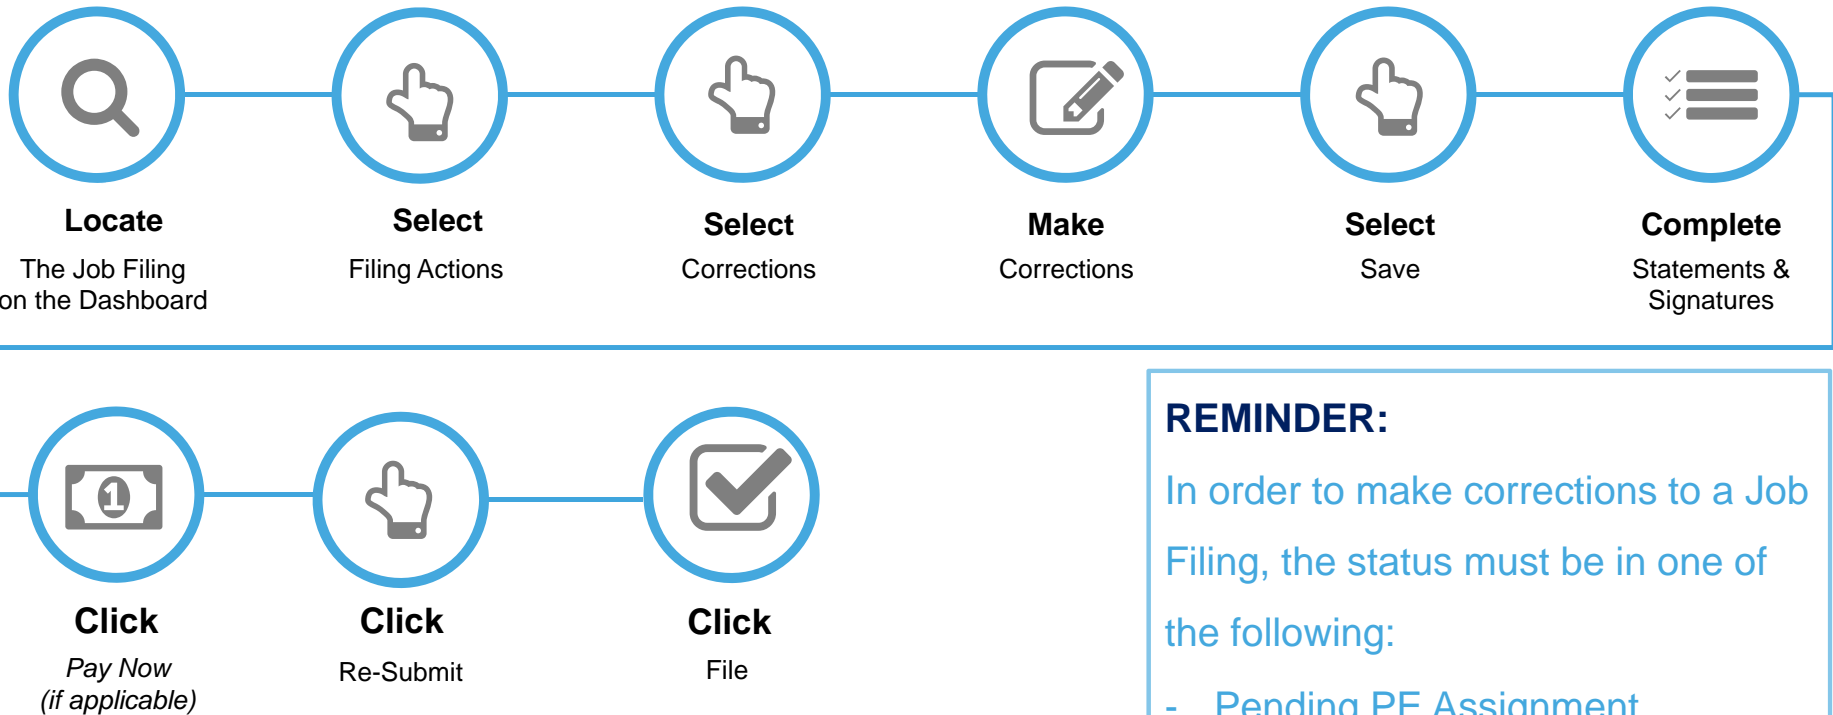 Locate
The Job Filing
on the Dashboard
Select
Filing Actions
Select
Corrections
Make
Corrections
Select
Save
Complete
Statements &
Signatures
Click
Pay Now
(if applicable)
Click
Re-Submit
Click
File
REMINDER:
In order to make corrections to a Job
Filing, the status must be in one of
the following:
- Pending PE Assignment